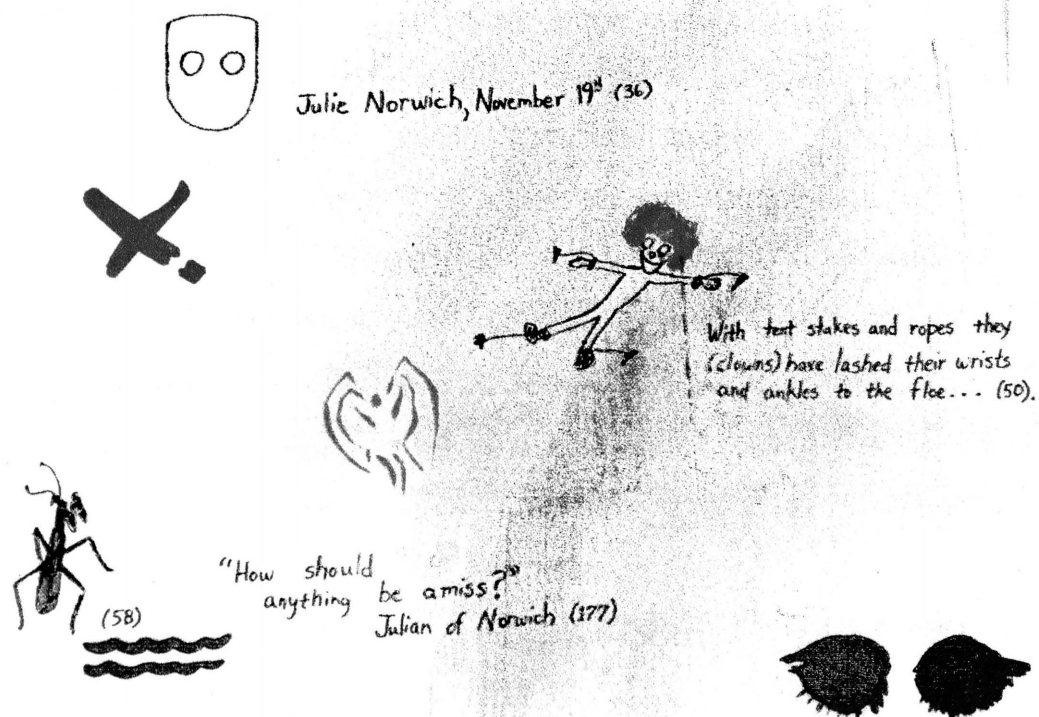 Julie Norwich, November 19th (36)
With tent stakes and ropes they
(clowns) have lashed their wrists
and ankles to the floe... (50).
"How should
anything be amiss?"
Julian of Norwich (177)
(58)